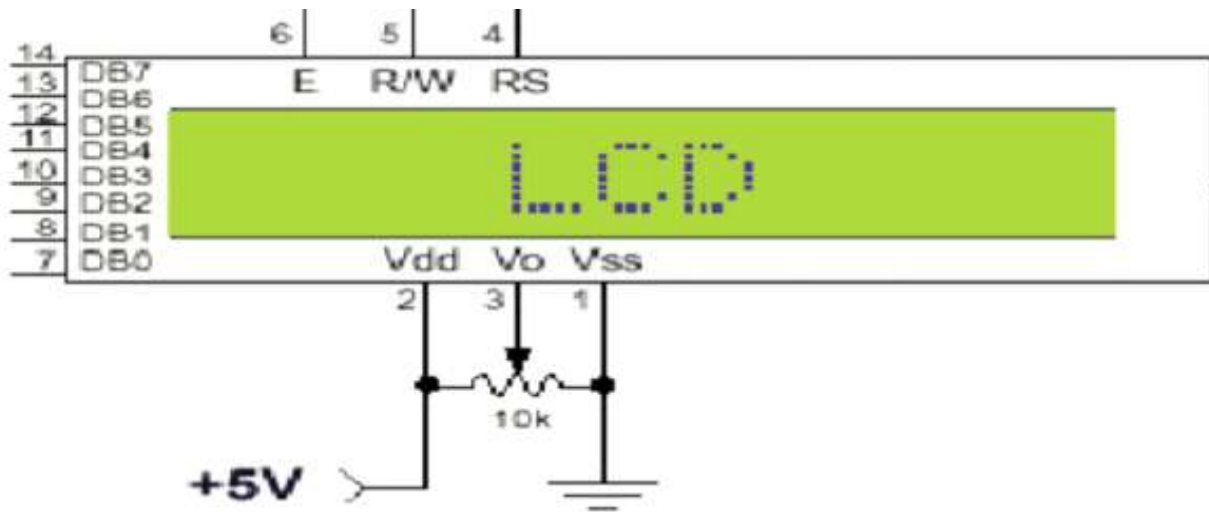 6 5 4
14 DB7 E R/W RS
13 DB6
12 DB5
11 DB4
10 DB3
9 DB2
8 DB1
7 DB0
LCD
Vdd Vo Vss
2 3 1
10k
+5V